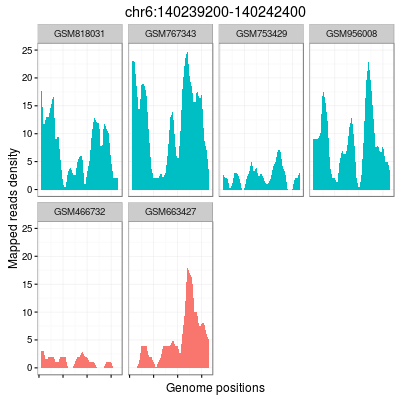 chr6:140239200-140242400
GSM818031 GSM767343 GSM753429 GSM956008
25
20
15
10
5
0
GSM466732 GSM663427
25
20
15
10
5
0
Mapped reads density
Genome positions